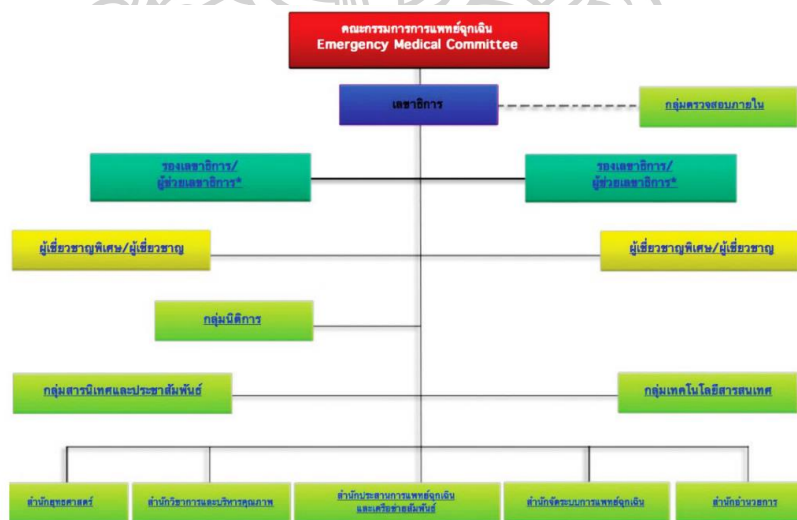 คณะกรรมการการแพทย์ฉุกเฉิน
Emergency Medical Committee
เลขาธิการ
กลุ่มตรวจสอบภายใน
รองเลขาธิการ/
ผู้ช่วยเลขาธิการ*
รองเลขาธิการ/
ผู้ช่วยเลขาธิการ*
ผู้เชี่ยวชาญพิเศษ/ผู้เชี่ยวชาญ
ผู้เชี่ยวชาญพิเศษ/ผู้เชี่ยวชาญ
กลุ่มนิติการ
กลุ่มสารนิเทศและประชาสัมพันธ์
กลุ่มเทคโนโลยีสารสนเทศ
สำนักยุทธศาสตร์
สำนักวิชาการและบริหารคุณภาพ
สำนักประสานการแพทย์ฉุกเฉิน
และเครือข่ายสัมพันธ์
สำนักจัดระบบการแพทย์ฉุกเฉิน
สำนักอำนวยการ